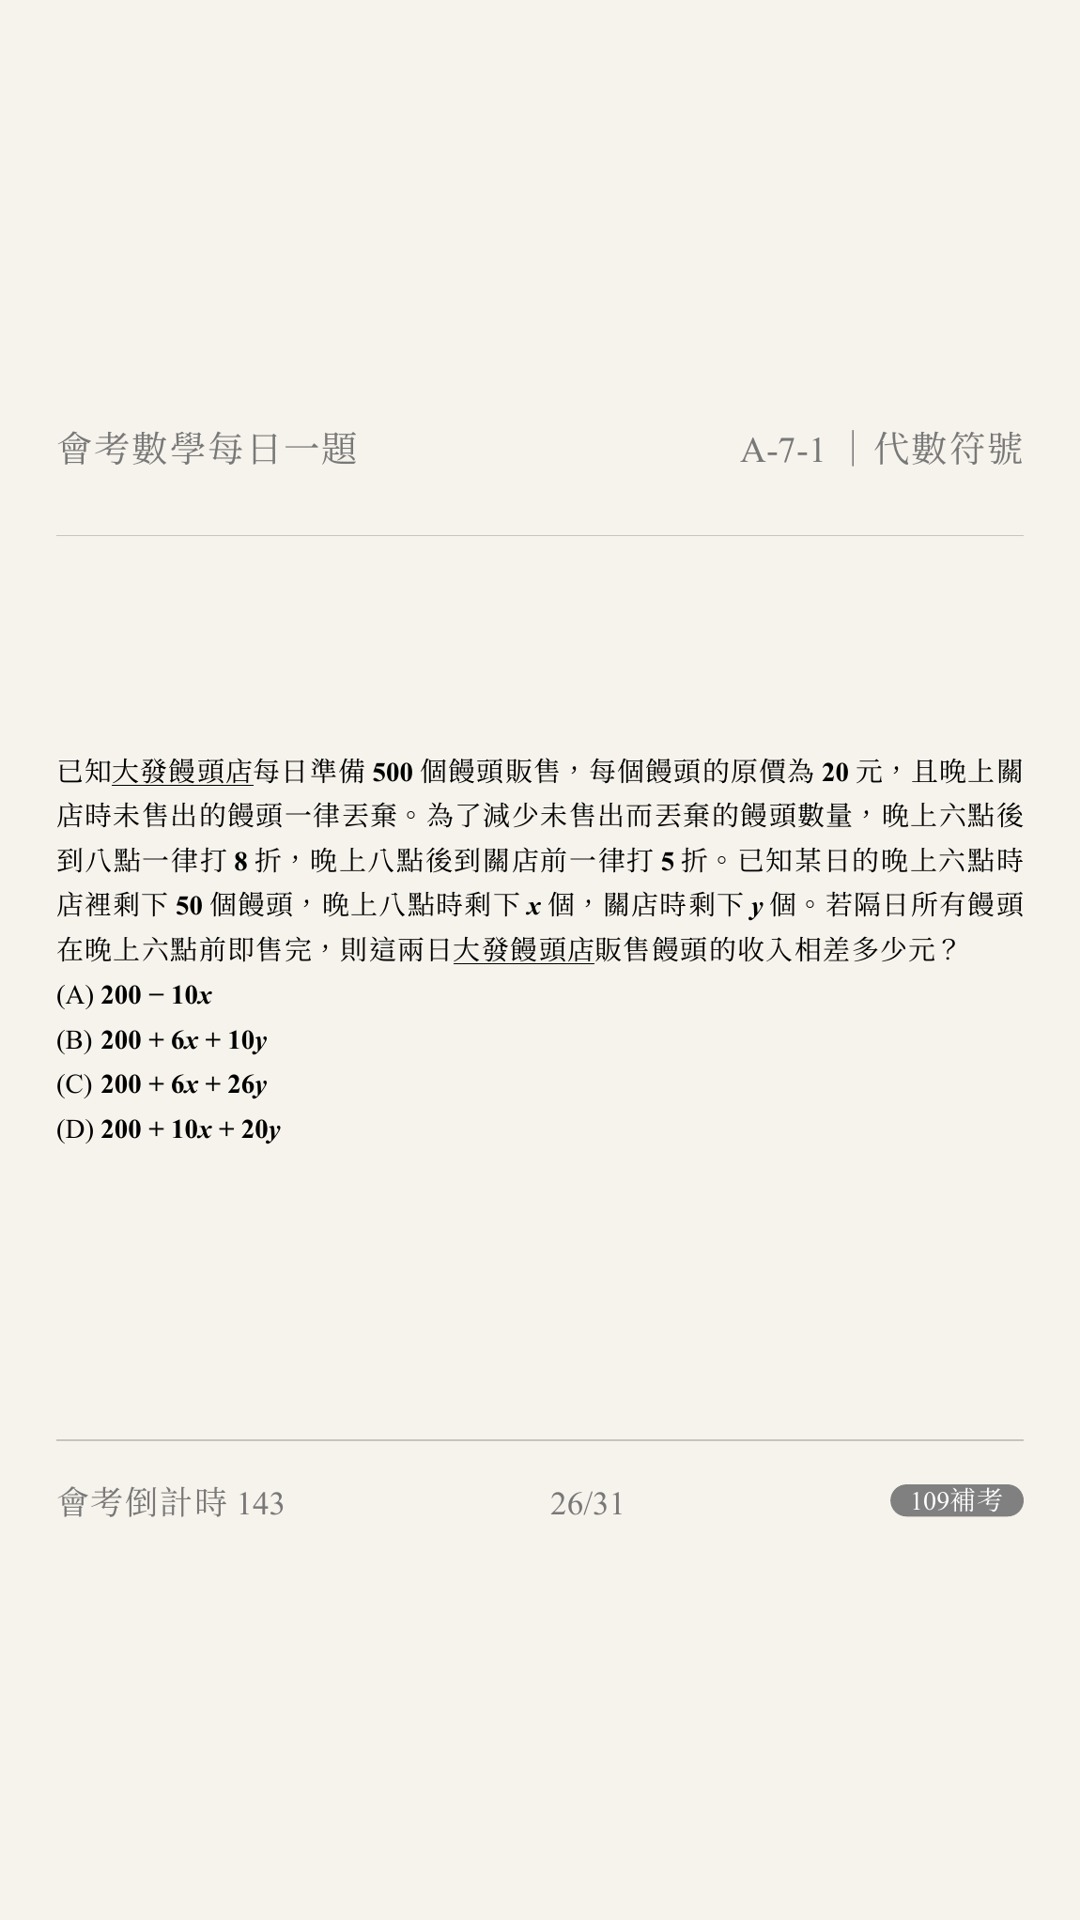 會考數學每日一題
A-7-1｜代數符號
已知大發饅頭店每日準備 500 個饅頭販售，每個饅頭的原價為 20 元，且晚上關
店時未售出的饅頭一律丟棄。為了減少未售出而丟棄的饅頭數量，晚上六點後
到八點一律打 8 折，晚上八點後到關店前一律打 5 折。已知某日的晚上六點時
店裡剩下 50 個饅頭，晚上八點時剩下 x 個，關店時剩下 y 個。若隔日所有饅頭
在晚上六點前即售完，則這兩日大發饅頭店販售饅頭的收入相差多少元？
(A) 200 − 10x
(B) 200 + 6x + 10y
(C) 200 + 6x + 26y
(D) 200 + 10x + 20y
會考倒計時 143
26/31
109補考